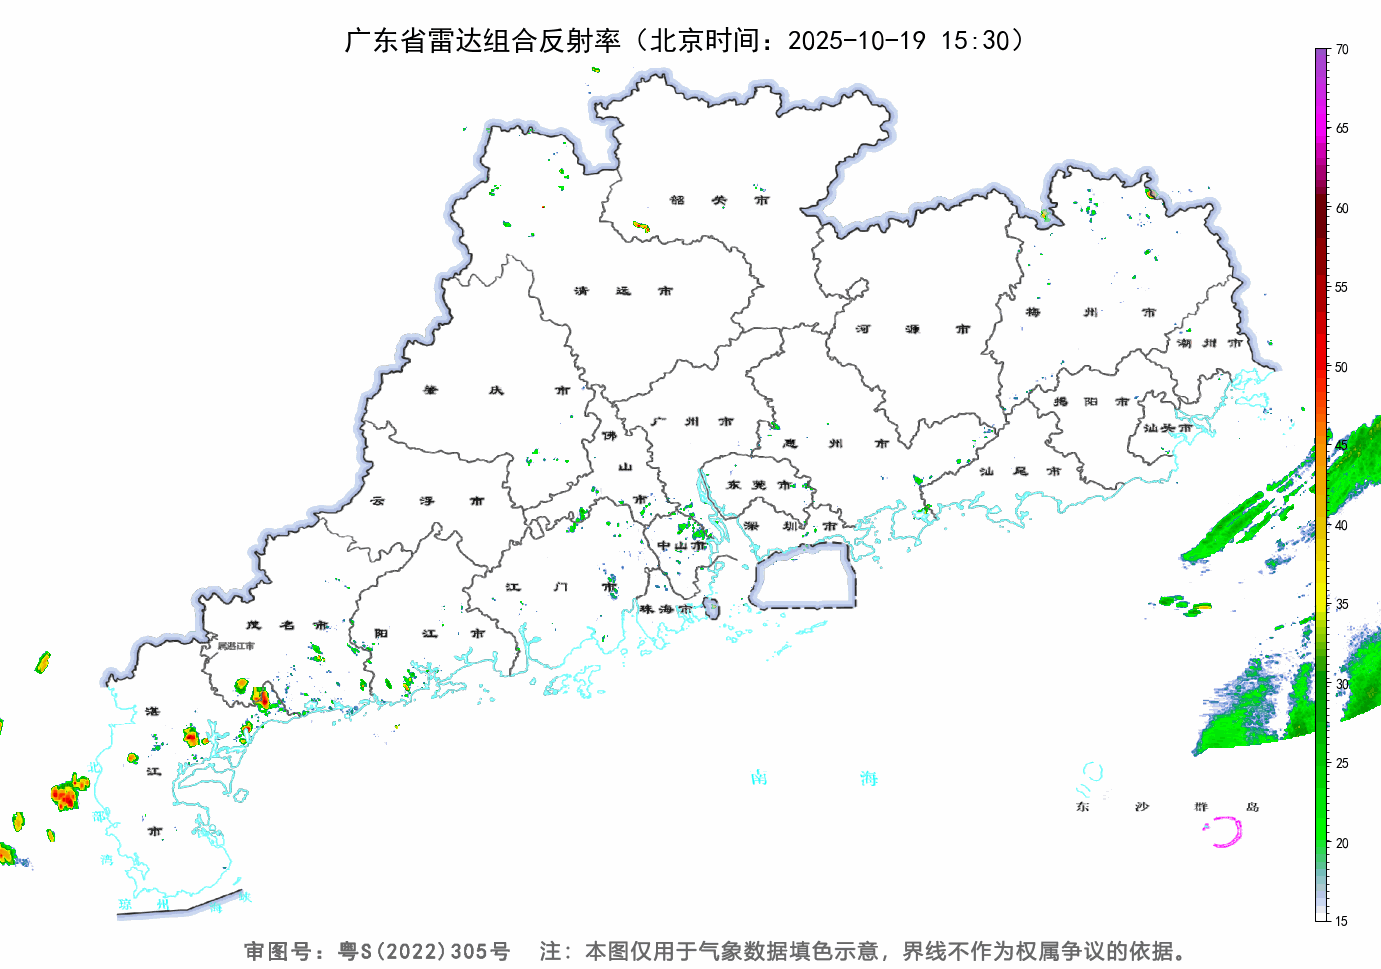 广东省雷达组合反射率（北京时间：2025-10-19 15:30）
70
65
60
55
50
45
40
35
30
25
20
15
韶关市
清远市
河源市
梅州市
潮州市
肇庆市
广州市
佛山市
惠州市
揭阳市
汕头市
汕尾市
东莞市
深圳市
云浮市
中山市
江门市
珠海市
茂名市
阳江市
属湛江市
湛江市
北部湾
琼州海峡
南海
东沙群岛
审图号：粤S(2022)305号 注：本图仅用于气象数据填色示意，界线不作为权属争议的依据。